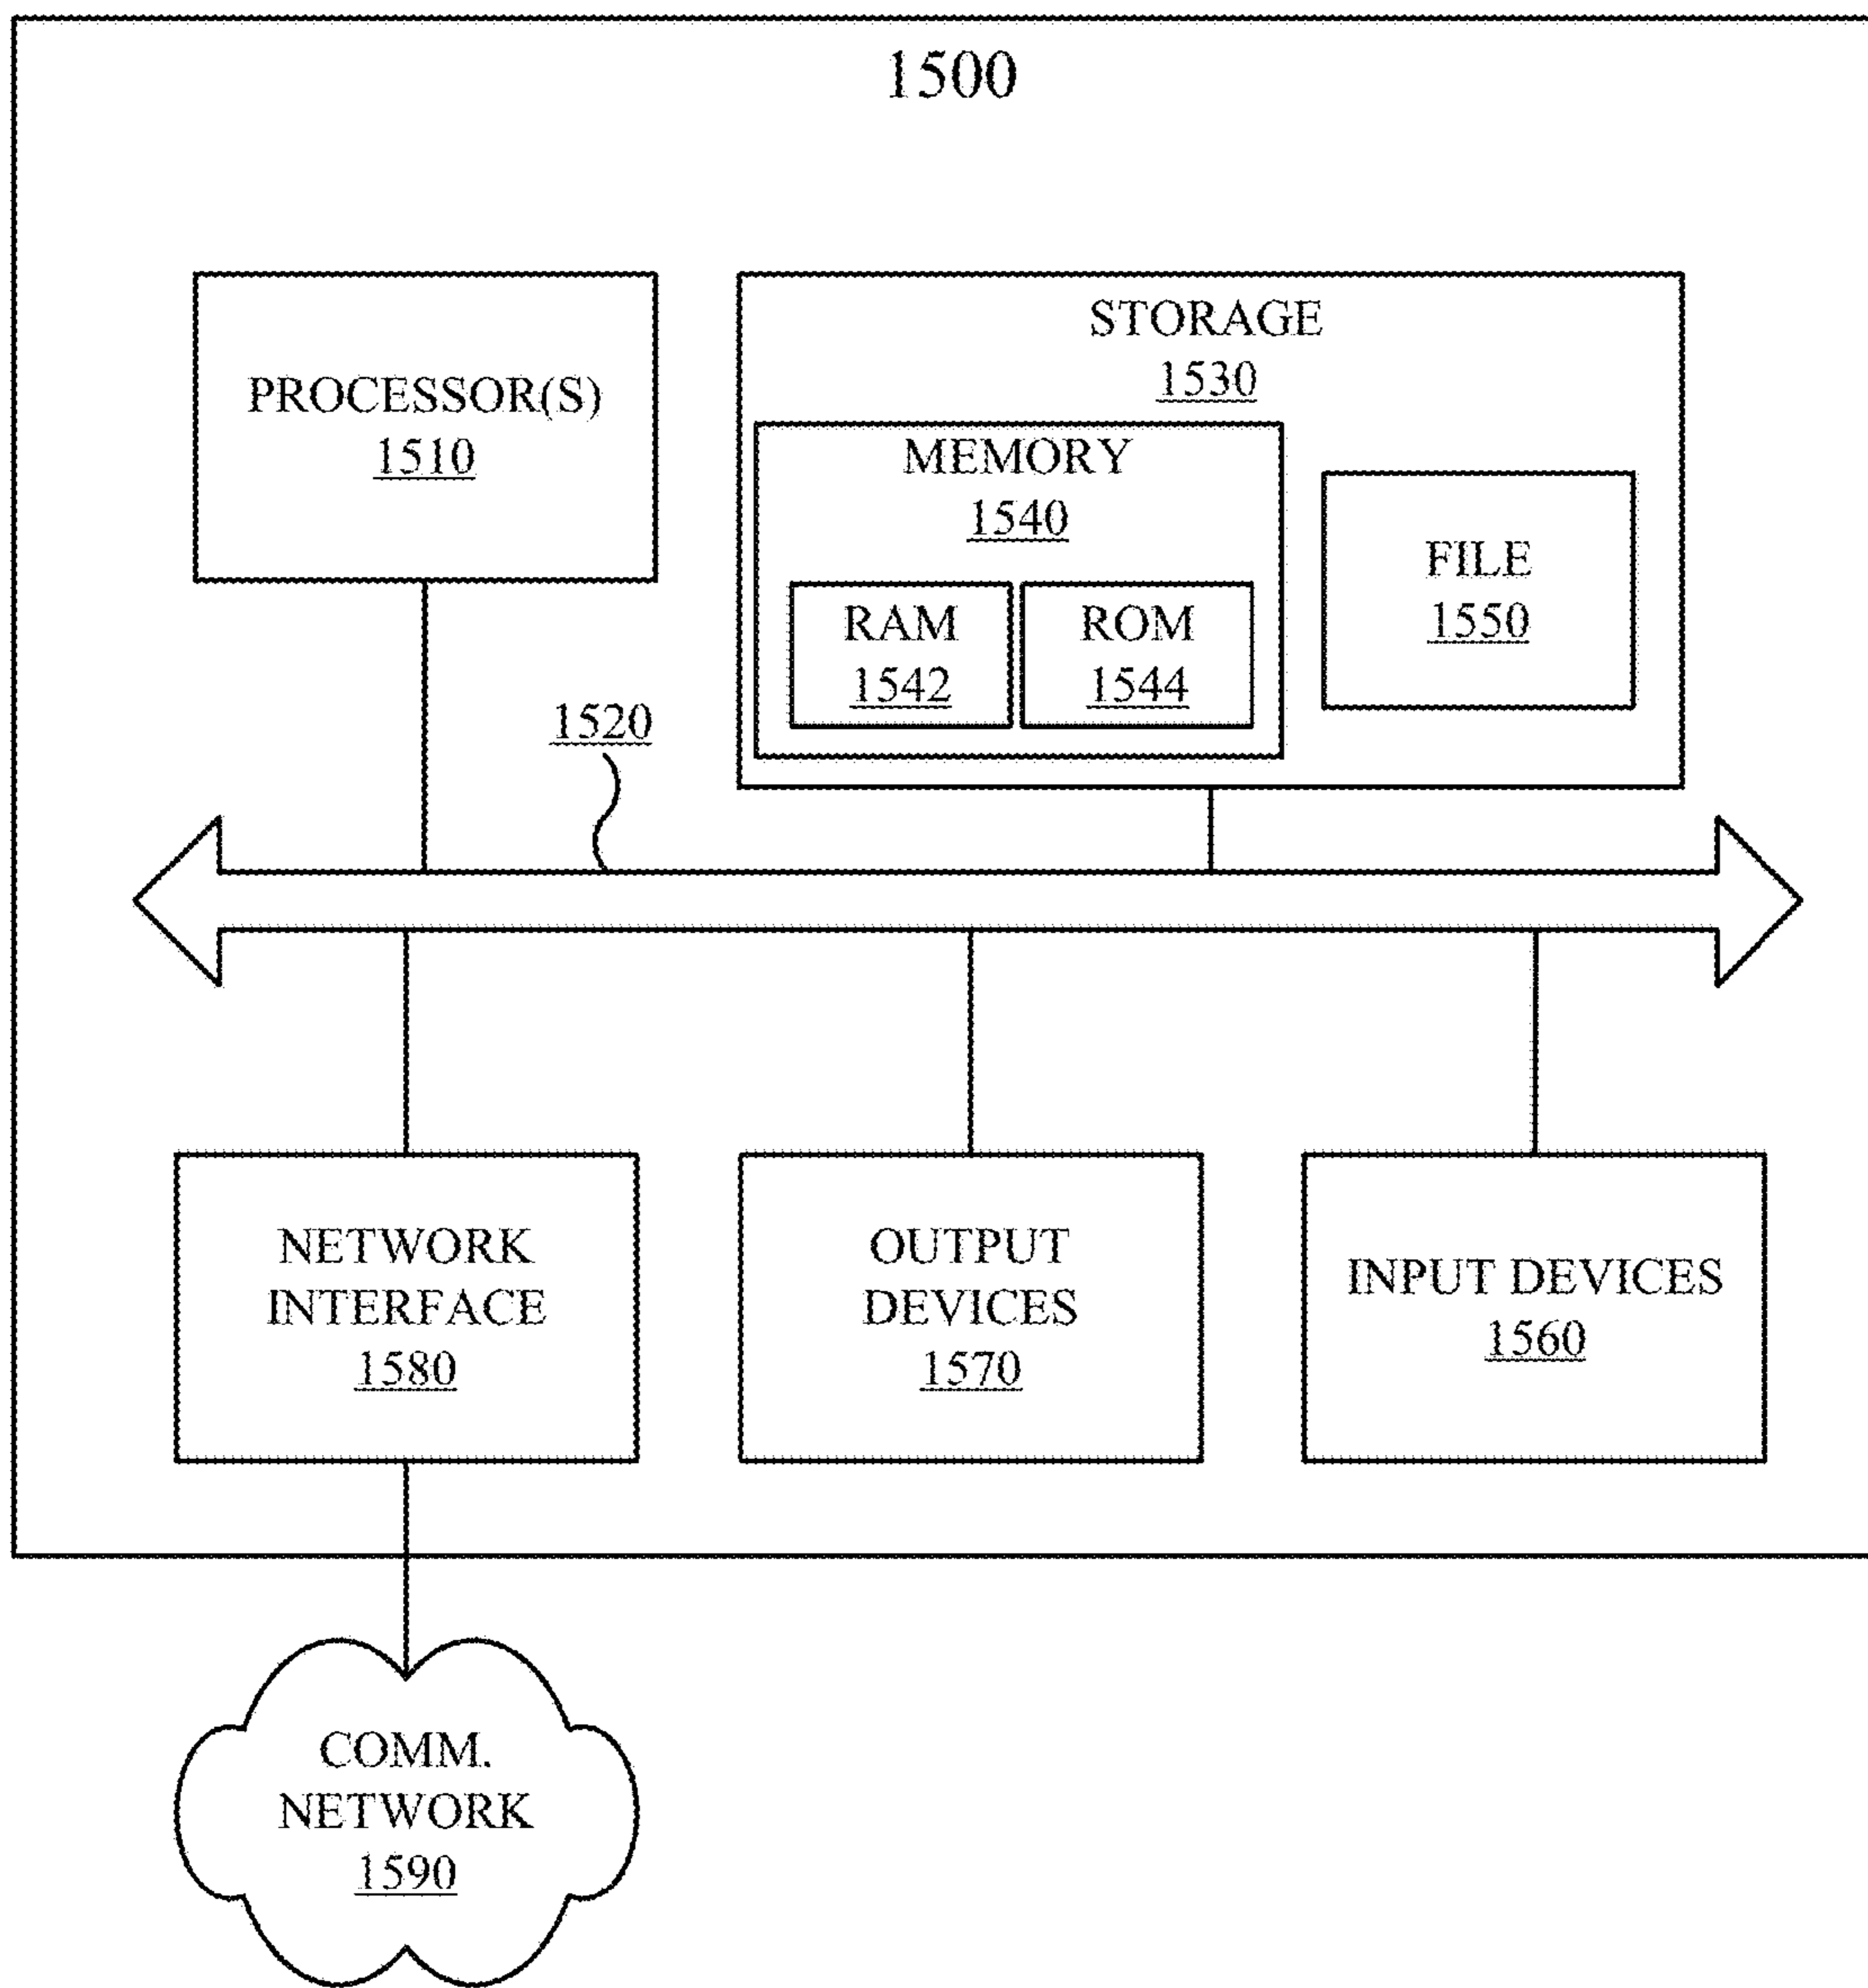 1500
PROCESSOR(S)
1510
STORAGE
1530
MEMORY
1540
RAM
1542
ROM
1544
FILE
1550
1520
NETWORK
INTERFACE
1580
OUTPUT
DEVICES
1570
INPUT DEVICES
1560
COMM.
NETWORK
1590